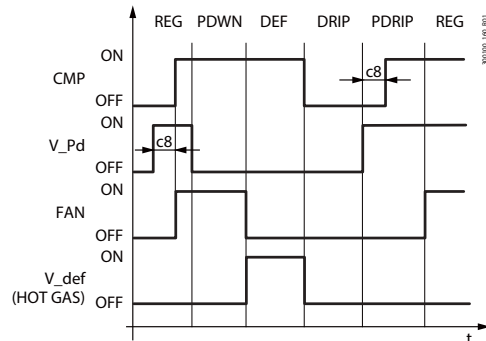 REG PDWN DEF DRIP PDRIP REG
ON
CMP
c8
OFF
ON
V_Pd
c8
OFF
ON
FAN
OFF
ON
V_def
(HOT GAS)
OFF
t